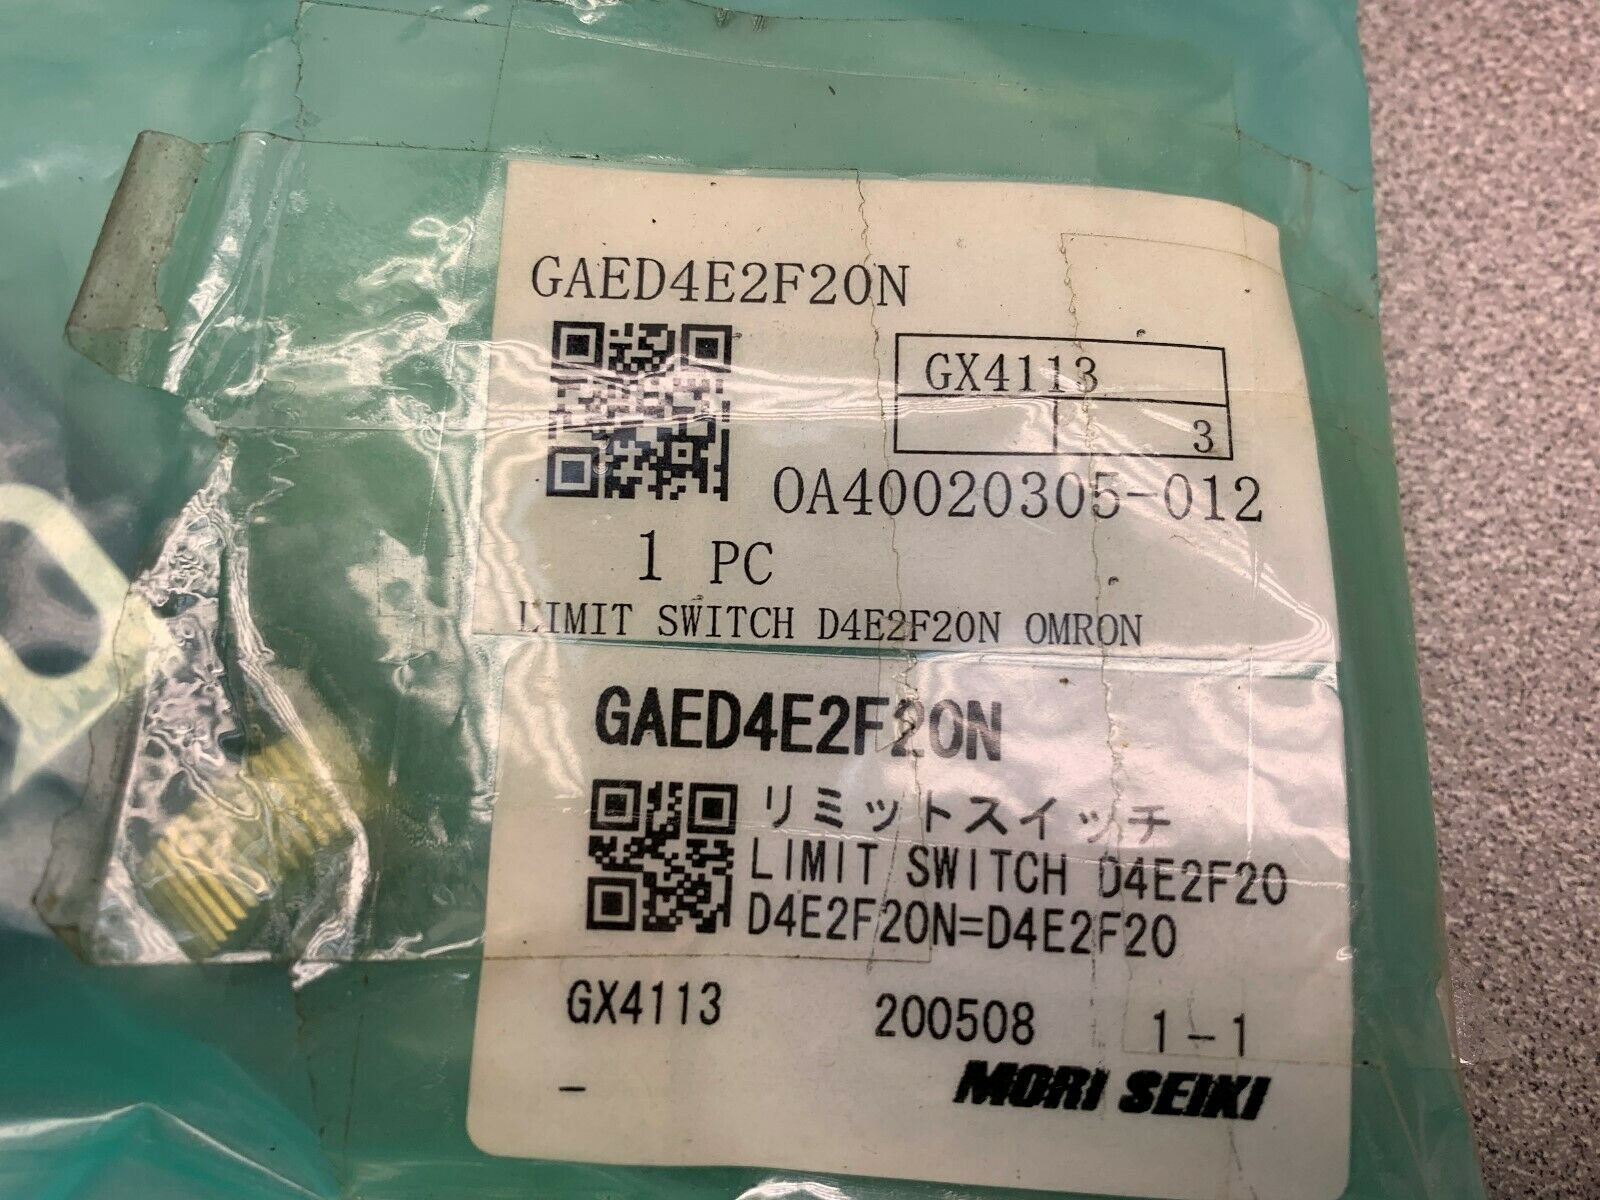 GAED4E2F20N
GX4113
3
OA40020305-012
1 PC
LIMIT SWITCH D4E2F20N OMRON
GAED4E2F20N
リミットスイッチ
LIMIT SWITCH D4E2F20
D4E2F20N=D4E2F20
GX4113 200508 1-1
-
MORI SEIKI